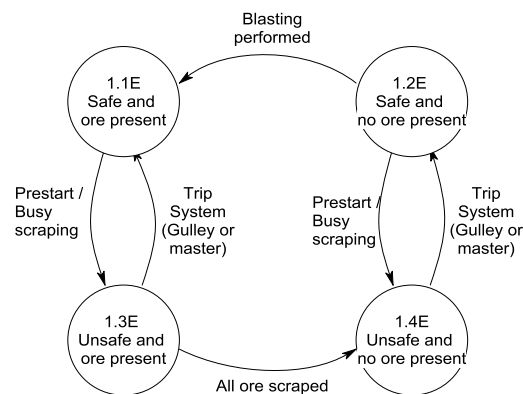 Blasting
performed
1.1E
Safe and
ore present
1.2E
Safe and
no ore present
Prestart /
Busy
scraping
Trip
System
(Gulley or
master)
Prestart /
Busy
scraping
Trip
System
(Gulley or
master)
1.3E
Unsafe and
ore present
1.4E
Unsafe and
no ore present
All ore scraped